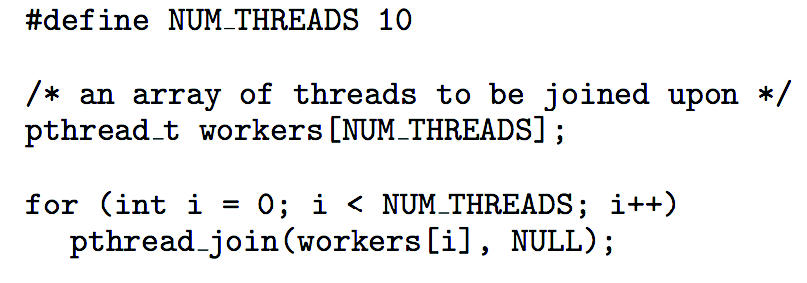 #define NUM_THREADS 10
/* an array of threads to be joined upon */
pthread_t workers[NUM_THREADS];
for (int i = 0; i < NUM_THREADS; i++)
pthread_join(workers[i], NULL);